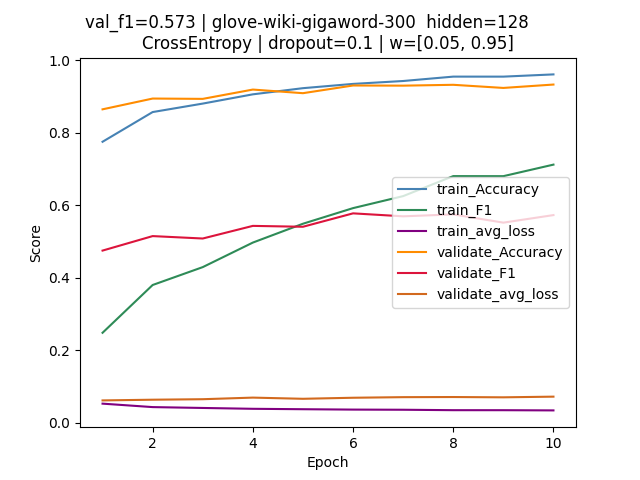 val_f1=0.573 | glove-wiki-gigaword-300  hidden=128
CrossEntropy | dropout=0.1 | w=[0.05, 0.95]
1.0
0.8
0.6
0.4
0.2
0.0
Score
train_Accuracy
train_F1
train_avg_loss
validate_Accuracy
validate_F1
validate_avg_loss
2 4 6 8 10
Epoch